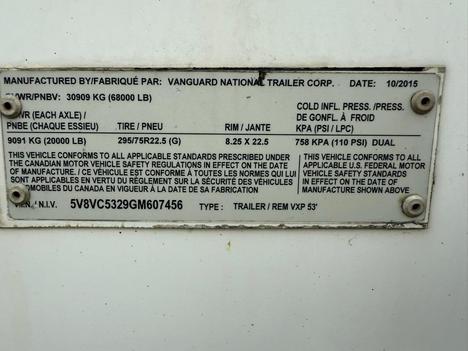 MANUFACTURED BY/FABRIQUÉ PAR: VANGUARD NATIONAL TRAILER CORP. DATE: 10/2015
/PNBV: 30909 KG (68000 LB)
(EACH AXLE) / COLD INFL. PRESS. /PRESS.
PNBE (CHAQUE ESSIEU) TIRE / PNEU RIM / JANTE DE GONFL. À FROID
KPA (PSI / LPC)
9091 KG (20000 LB) 295/75R22.5 (G) 8.25 X 22.5 758 KPA (110 PSI) DUAL
THIS VEHICLE CONFORMS TO ALL APPLICABLE STANDARDS PRESCRIBED UNDER
THE CANADIAN MOTOR VEHICLE SAFETY REGULATIONS IN EFFECT ON THE DATE
OF MANUFACTURE. / CE VÉHICULE EST CONFORME À TOUTES LES NORMES QUI
LUI SONT APPLICABLES EN VERTU DU RÈGLEMENT SUR LA SÉCURITÉ DES VÉHICULES
AUTOMOBILES DU CANADA EN VIGUEUR À LA DATE DE SA FABRICATION
THIS VEHICLE CONFORMS TO ALL
APPLICABLE U.S. FEDERAL MOTOR
VEHICLE SAFETY STANDARDS
IN EFFECT ON THE DATE OF
MANUFACTURE SHOWN ABOVE
N.I.V. 5V8VC5329GM607456 TYPE: TRAILER / REM VXP 53'